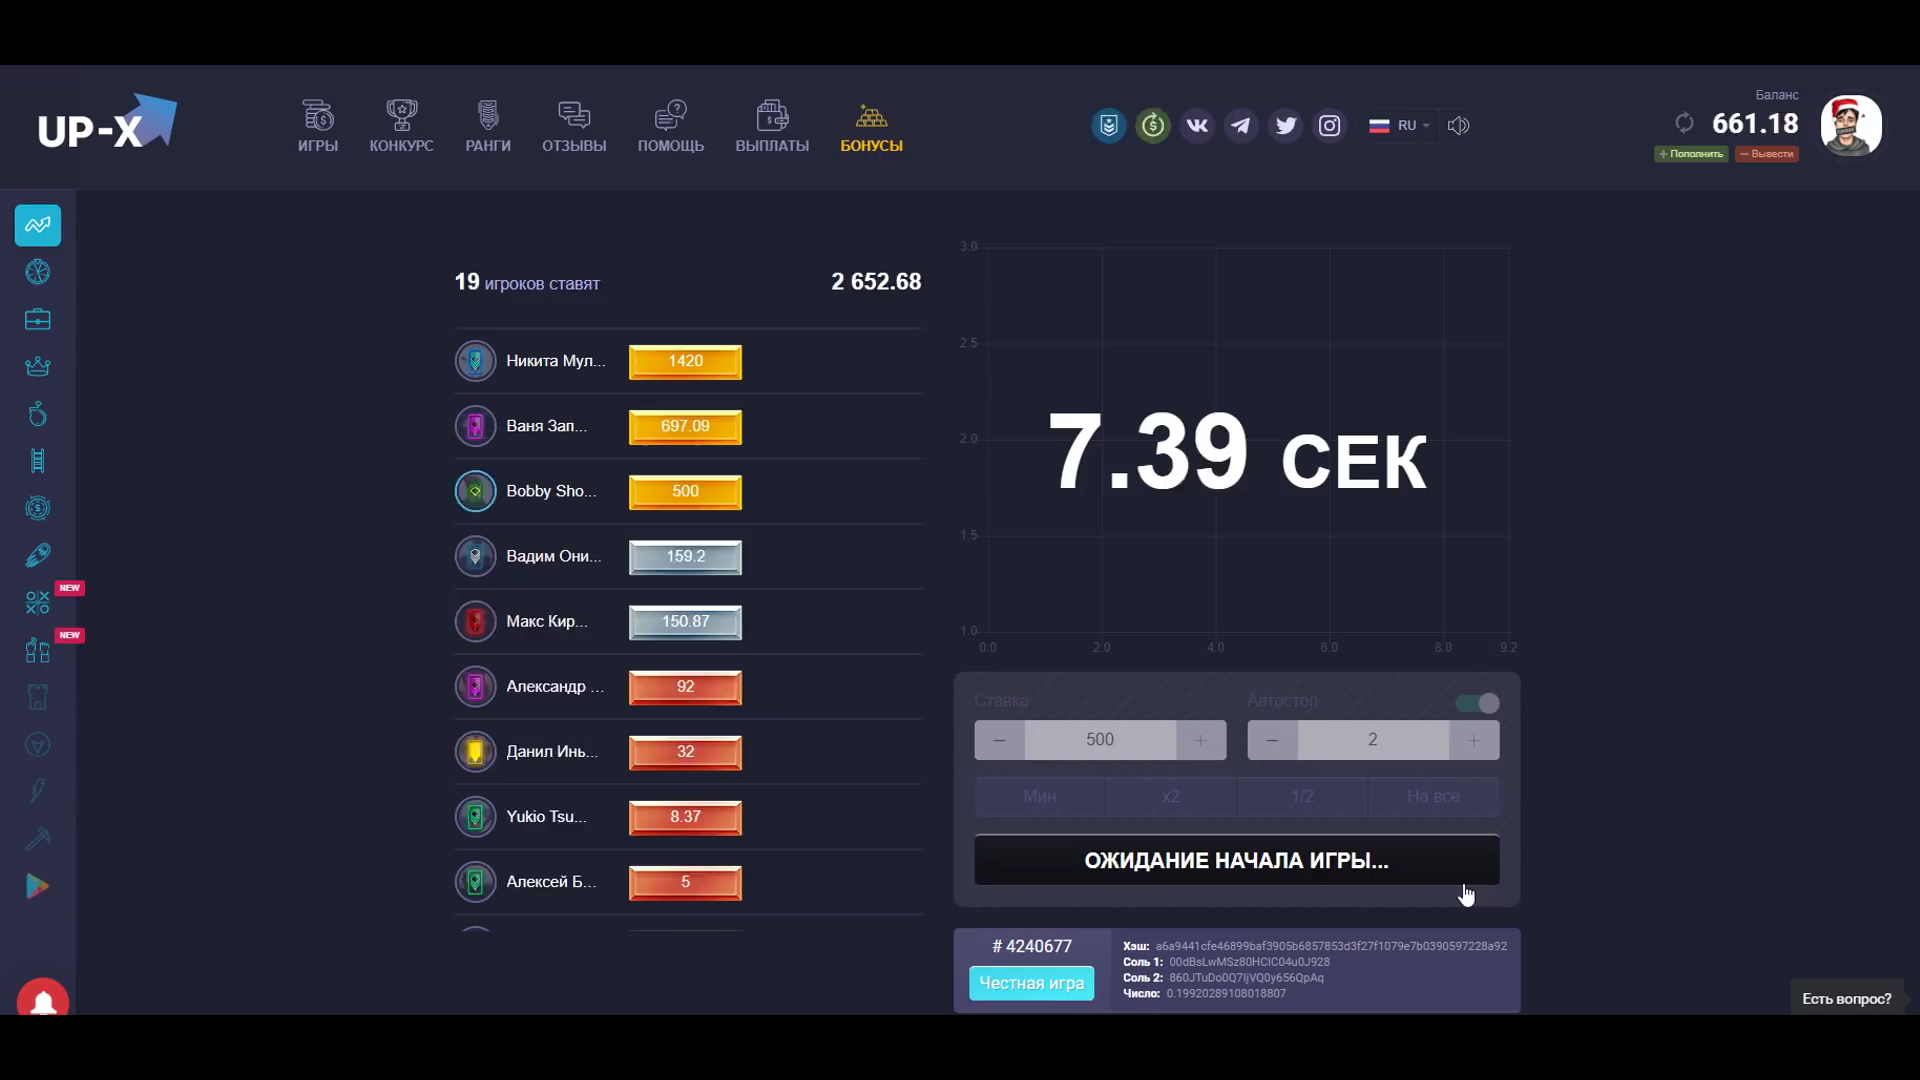 UP-X
ИГРЫ
КОНКУРС
РАНГИ
ОТЗЫВЫ
ПОМОЩЬ
ВЫПЛАТЫ
БОНУСЫ
RU
Баланс
661.18
+ Пополнить
− Вывести
19 игроков ставят
2 652.68
Никита Мул... 1420
Ваня Зап... 697.09
Bobby Sho... 500
Вадим Они... 159.2
Макс Кир... 150.87
Александр ... 92
Данил Инь... 32
Yukio Tsu... 8.37
Алексей Б... 5
NEW
NEW
3.0
2.5
2.0
1.5
1.0
0.0 2.0 4.0 6.0 8.0 9.2
7.39 СЕК
Ставка
Автостоп
− 500 +
− 2 +
Мин x2 1/2 На все
ОЖИДАНИЕ НАЧАЛА ИГРЫ...
# 4240677
Честная игра
Хэш: a6a9441cfe46899baf3905b6857853d3f27f1079e7b0390597228a92
Соль 1: 00dBsLwMSz80HCIC04u0J928
Соль 2: 860JTuDo0Q7IjVQ0y656QpAq
Число: 0.19920289108018807
Есть вопрос?